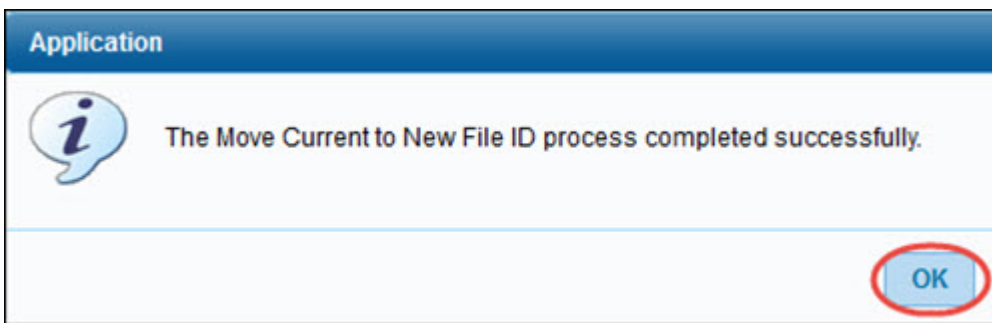 Application
The Move Current to New File ID process completed successfully.
OK